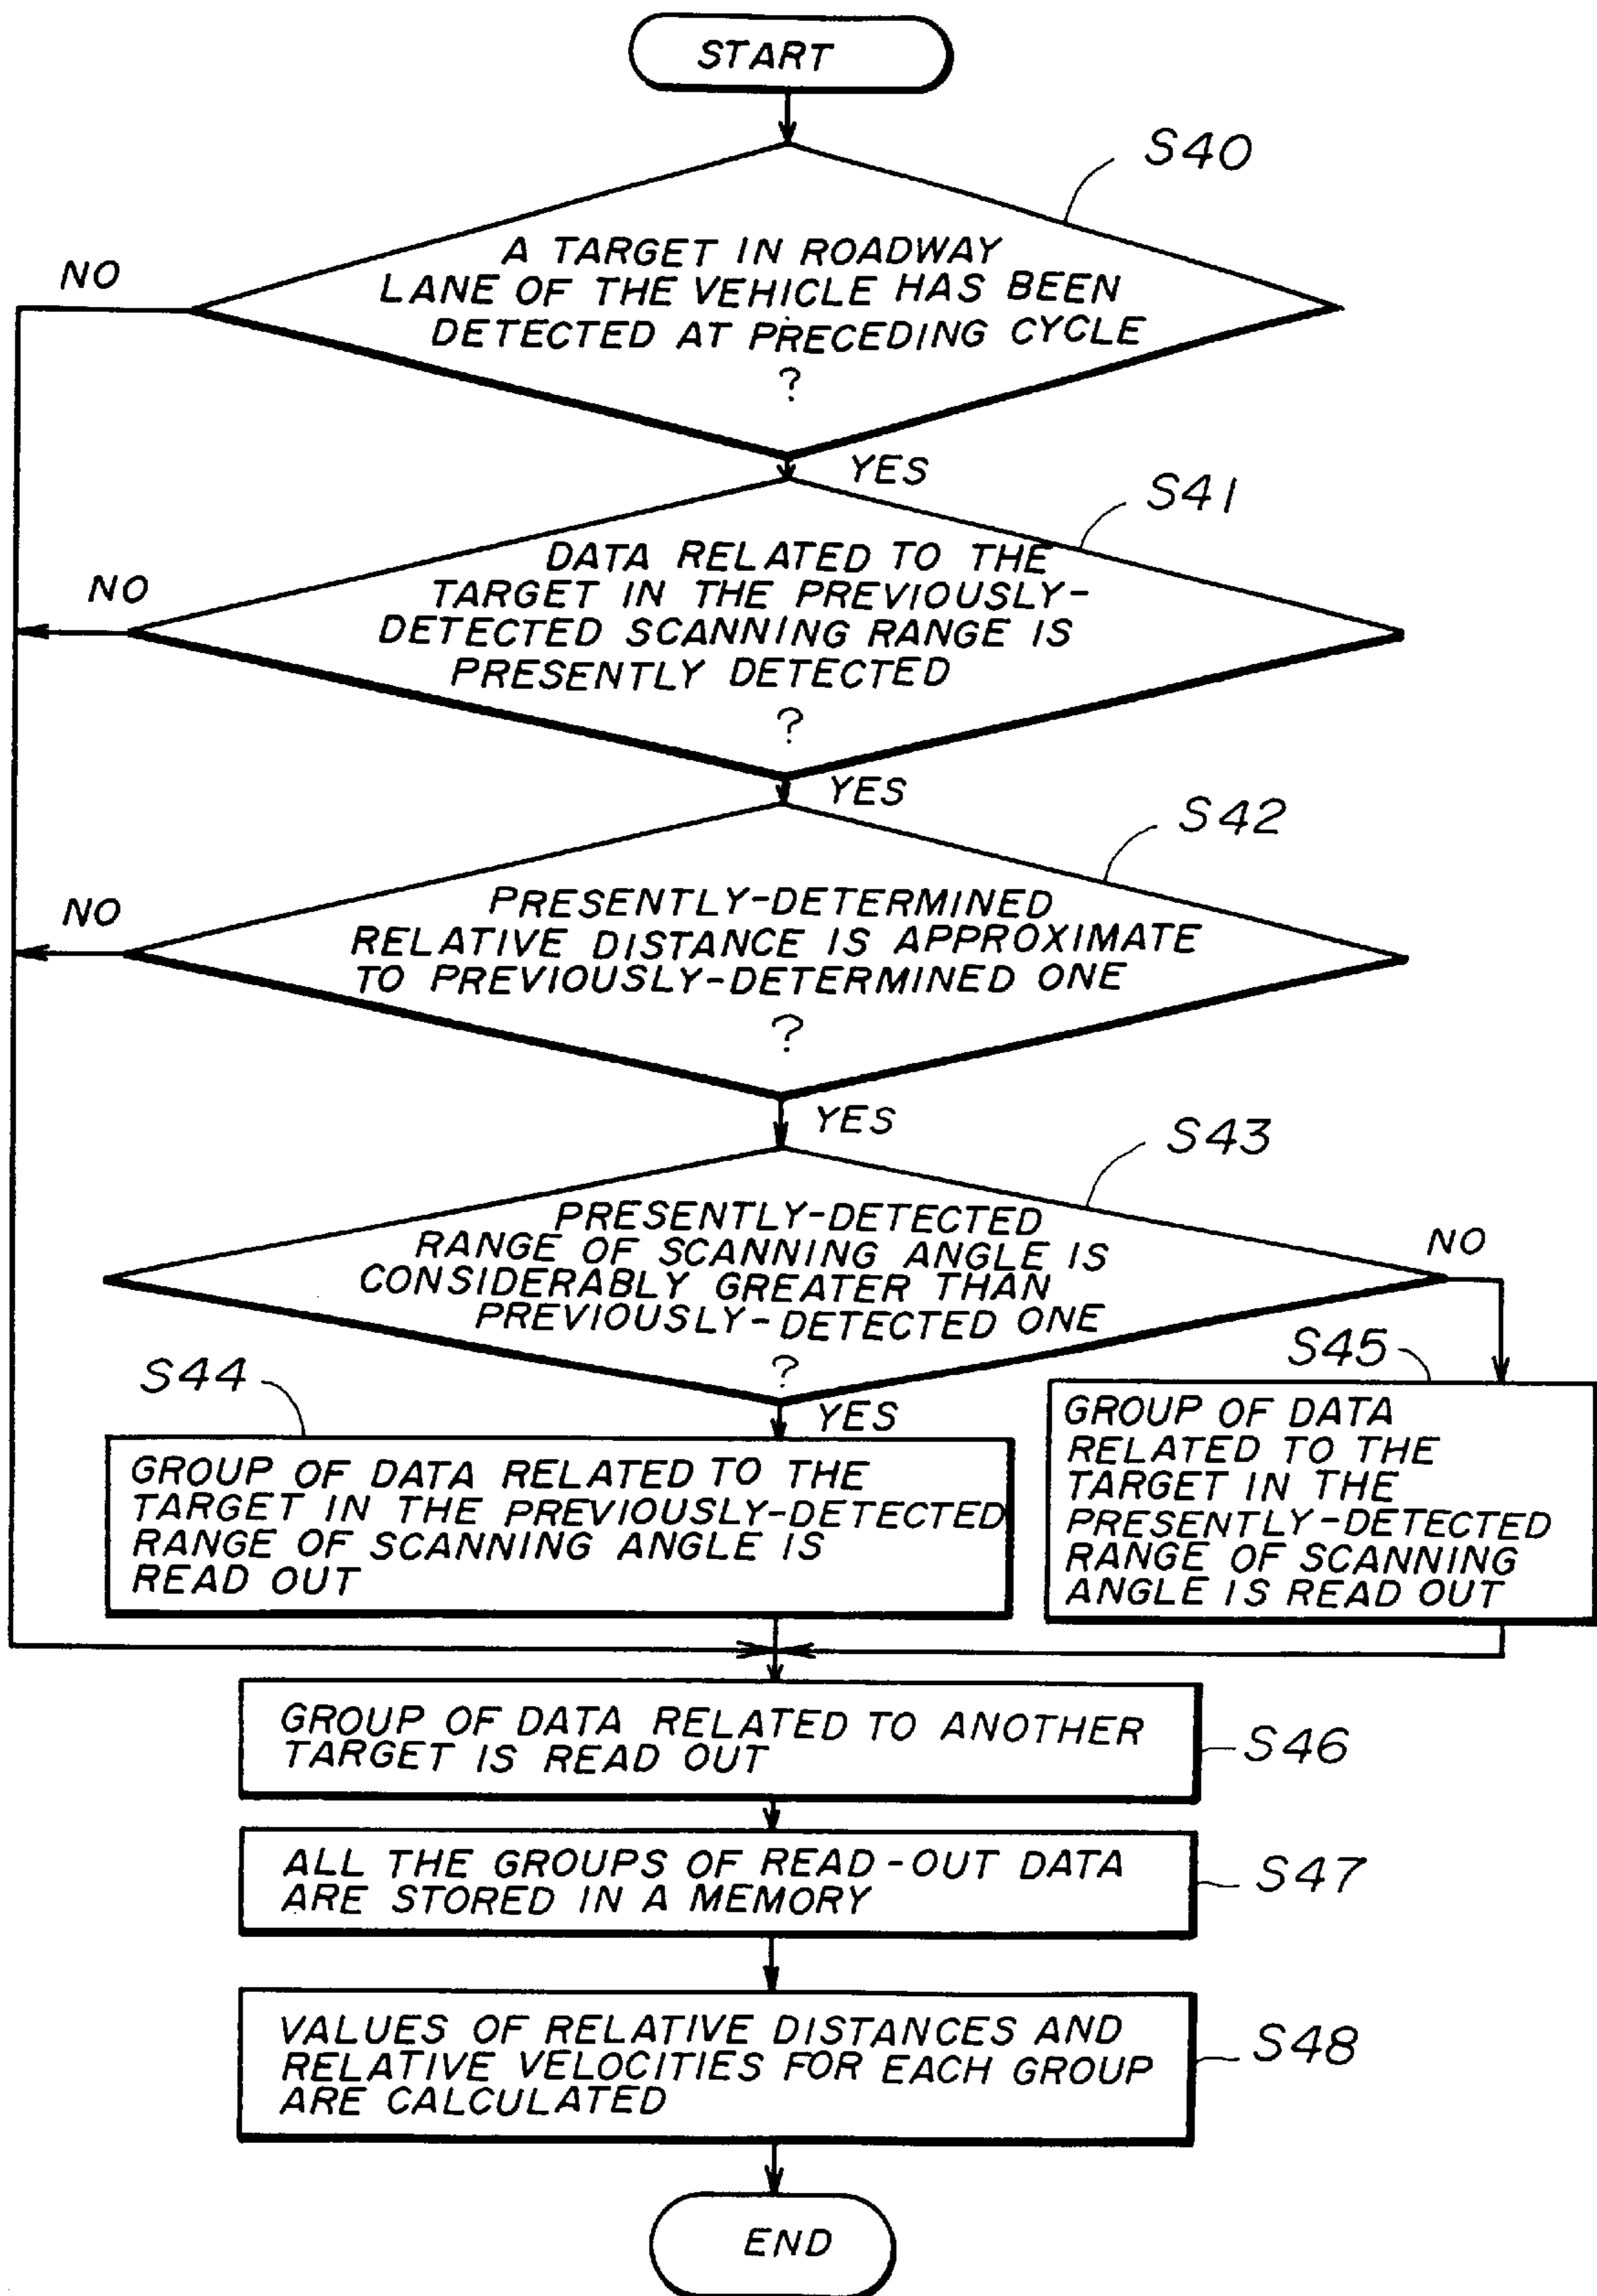 START
S40
A TARGET IN ROADWAY
LANE OF THE VEHICLE HAS BEEN
DETECTED AT PRECEDING CYCLE
?
NO
YES
S41
DATA RELATED TO THE
TARGET IN THE PREVIOUSLY-
DETECTED SCANNING RANGE IS
PRESENTLY DETECTED
?
NO
YES
S42
PRESENTLY-DETERMINED
RELATIVE DISTANCE IS APPROXIMATE
TO PREVIOUSLY-DETERMINED ONE
?
NO
YES
S43
PRESENTLY-DETECTED
RANGE OF SCANNING ANGLE IS
CONSIDERABLY GREATER THAN
PREVIOUSLY-DETECTED ONE
?
NO
YES
S44
GROUP OF DATA RELATED TO THE
TARGET IN THE PREVIOUSLY-DETECTED
RANGE OF SCANNING ANGLE IS
READ OUT
S45
GROUP OF DATA
RELATED TO THE
TARGET IN THE
PRESENTLY-DETECTED
RANGE OF SCANNING
ANGLE IS READ OUT
GROUP OF DATA RELATED TO ANOTHER
TARGET IS READ OUT
S46
ALL THE GROUPS OF READ-OUT DATA
ARE STORED IN A MEMORY
S47
VALUES OF RELATIVE DISTANCES AND
RELATIVE VELOCITIES FOR EACH GROUP
ARE CALCULATED
S48
END